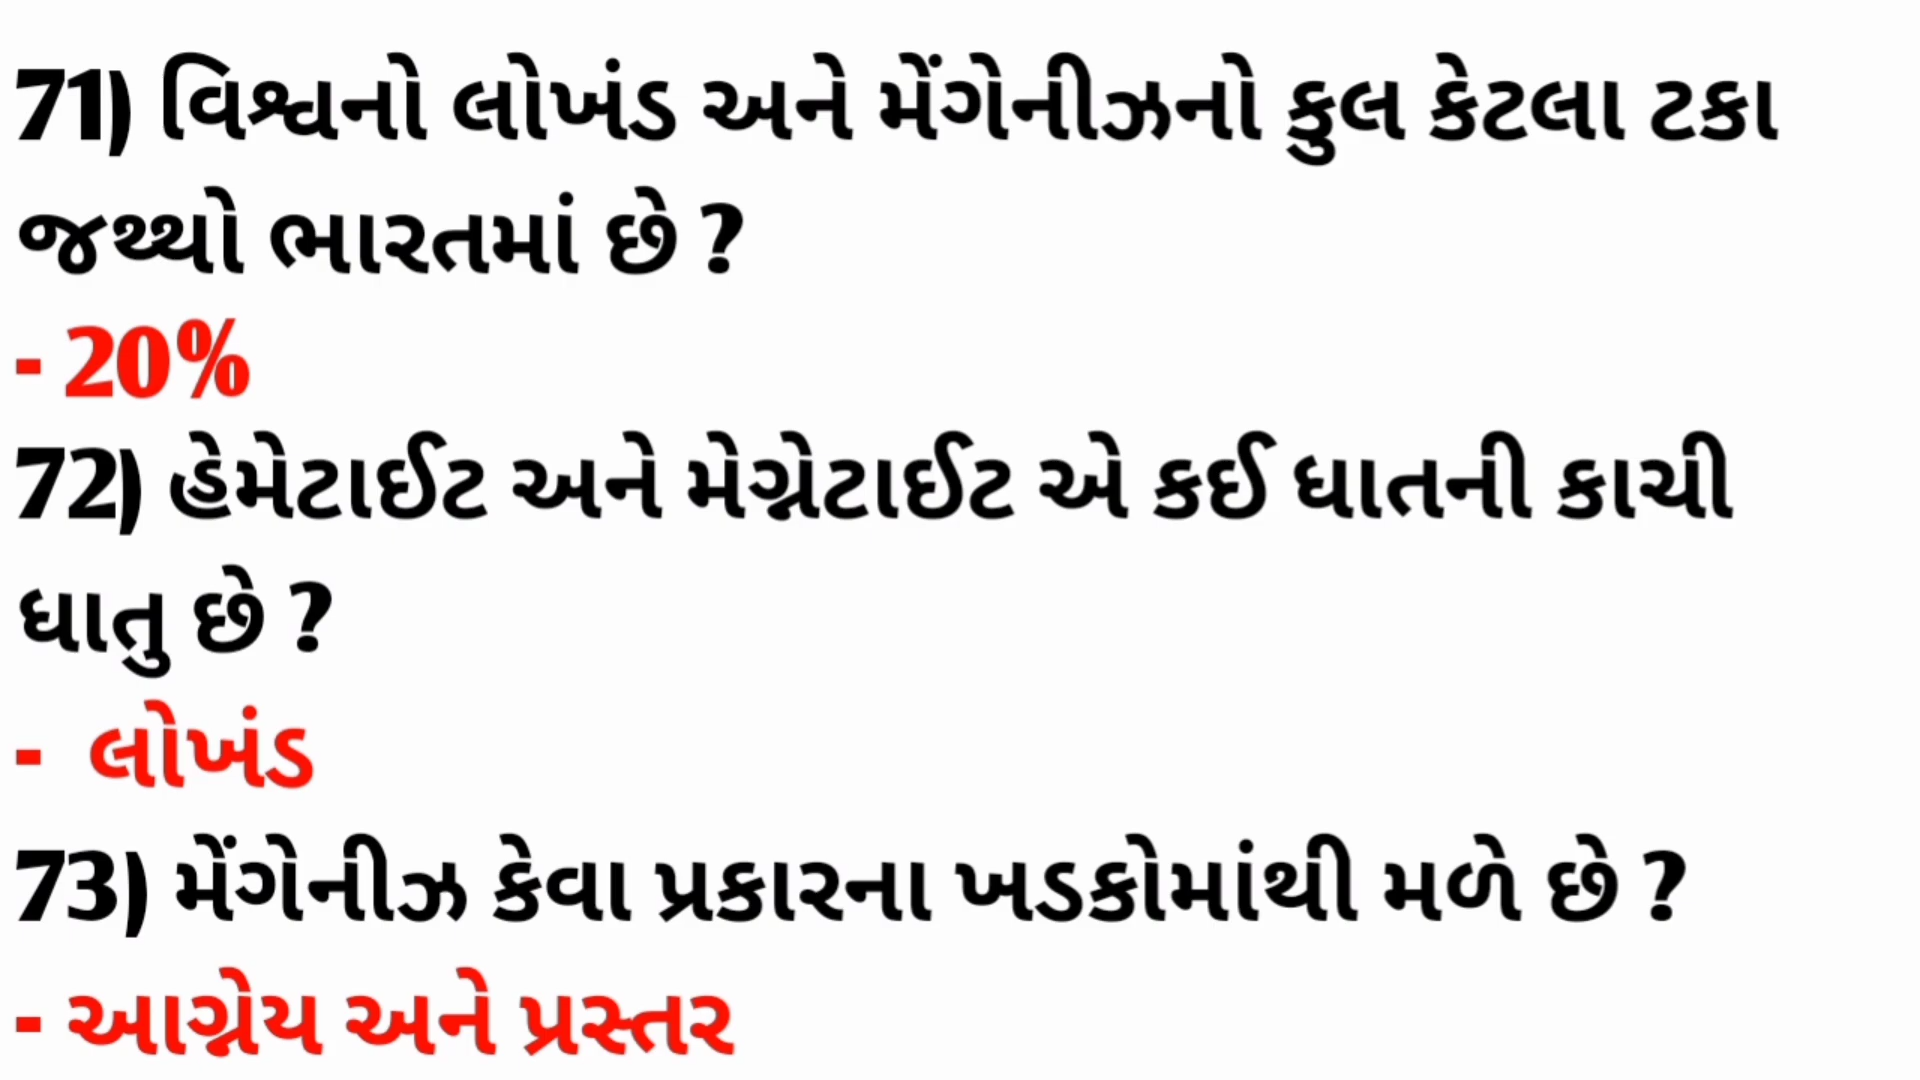 71) વિશ્વનો લોખંડ અને મેંગેનીઝનો કુલ કેટલા ટકા
જથ્થો ભારતમાં છે ?
- 20%
72) હેમેટાઈટ અને મેગ્નેટાઈટ એ કઈ ધાતની કાચી
ધાતુ છે ?
- લોખંડ
73) મેંગેનીઝ કેવા પ્રકારના ખડકોમાંથી મળે છે ?
- આગ્નેય અને પ્રસ્તર